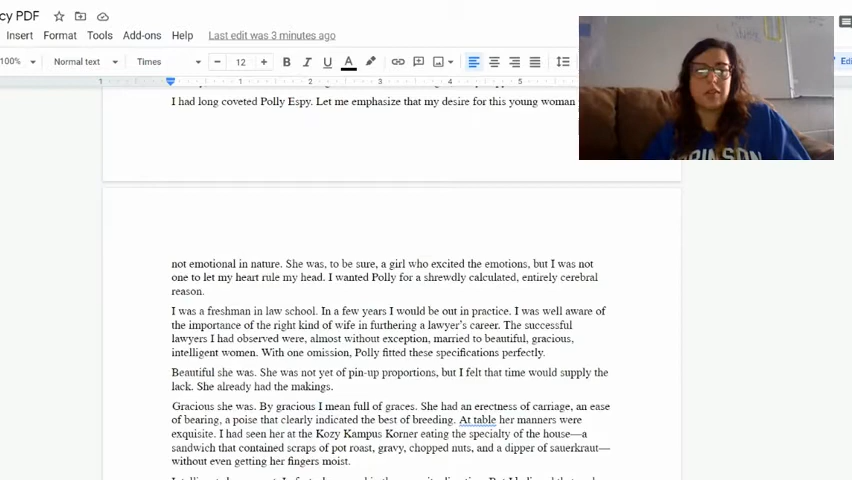 cy PDF
Insert Format Tools Add-ons Help Last edit was 3 minutes ago
100% Normal text Times 12 B I U A Edi
1 1 2 3 4 5
I had long coveted Polly Espy. Let me emphasize that my desire for this young woman
not emotional in nature. She was, to be sure, a girl who excited the emotions, but I was not
one to let my heart rule my head. I wanted Polly for a shrewdly calculated, entirely cerebral
reason.
I was a freshman in law school. In a few years I would be out in practice. I was well aware of
the importance of the right kind of wife in furthering a lawyer's career. The successful
lawyers I had observed were, almost without exception, married to beautiful, gracious,
intelligent women. With one omission, Polly fitted these specifications perfectly.
Beautiful she was. She was not yet of pin-up proportions, but I felt that time would supply the
lack. She already had the makings.
Gracious she was. By gracious I mean full of graces. She had an erectness of carriage, an ease
of bearing, a poise that clearly indicated the best of breeding. At table her manners were
exquisite. I had seen her at the Kozy Kampus Korner eating the specialty of the house—a
sandwich that contained scraps of pot roast, gravy, chopped nuts, and a dipper of sauerkraut—
without even getting her fingers moist.